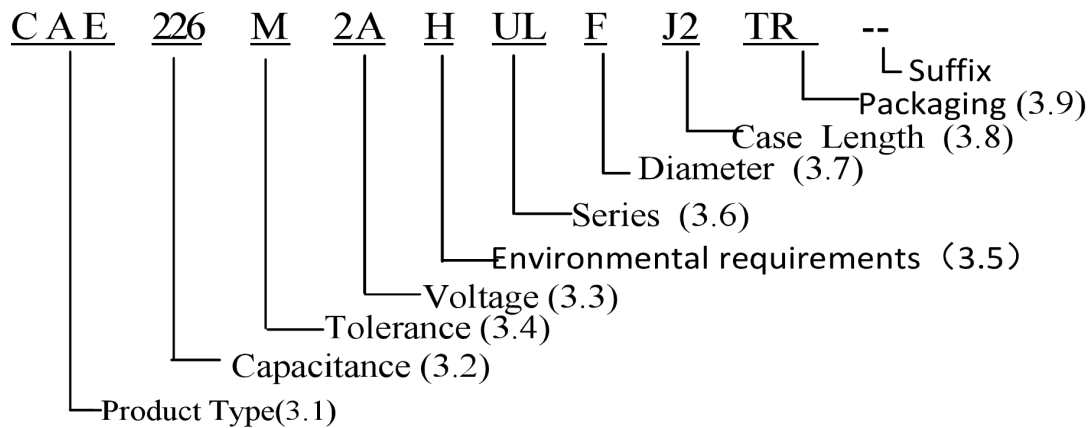 C A E 226 M 2A H UL F J2 TR --
Suffix
Packaging (3.9)
Case Length (3.8)
Diameter (3.7)
Series (3.6)
Environmental requirements（3.5）
Voltage (3.3)
Tolerance (3.4)
Capacitance (3.2)
Product Type(3.1)